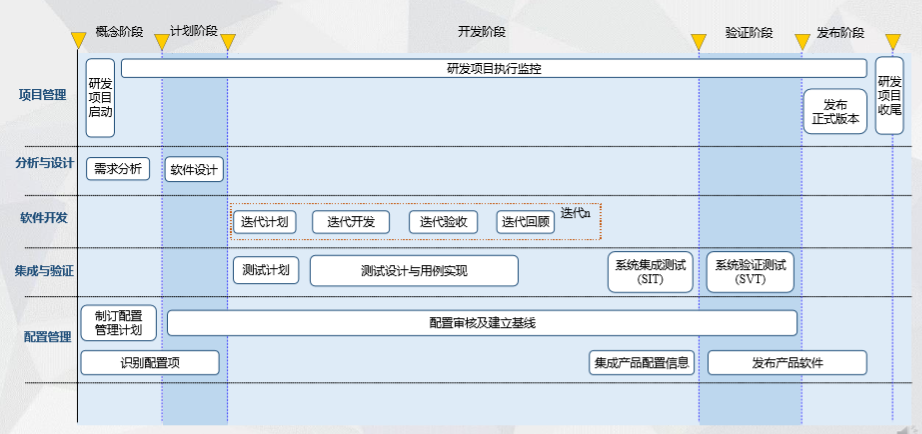 概念阶段
计划阶段
开发阶段
验证阶段
发布阶段
项目管理
研发
项目
启动
研发项目执行监控
发布
正式版本
研发
项目
收尾
分析与设计
需求分析
软件设计
软件开发
迭代计划
迭代开发
迭代验收
迭代回顾
迭代n
集成与验证
测试计划
测试设计与用例实现
系统集成测试
(SIT)
系统验证测试
(SVT)
配置管理
制订配置
管理计划
配置审核及建立基线
识别配置项
集成产品配置信息
发布产品软件